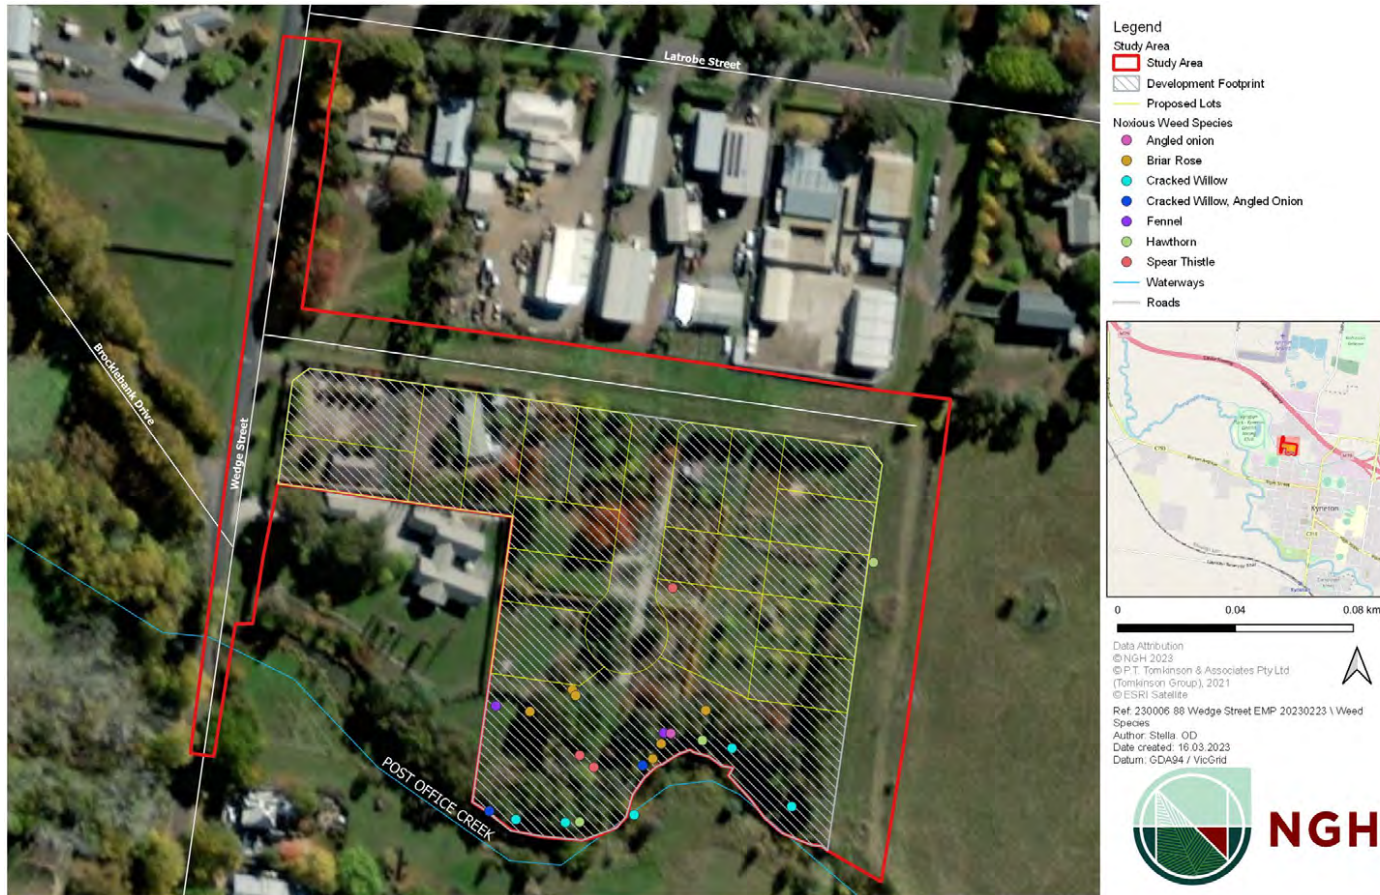 Latrobe Street
Brocklebank Drive
Wedge Street
POST OFFICE CREEK
Legend
Study Area
Study Area
Development Footprint
Proposed Lots
Noxious Weed Species
Angled onion
Briar Rose
Cracked Willow
Cracked Willow, Angled Onion
Fennel
Hawthorn
Spear Thistle
Waterways
Roads
Kyneton
0 0.04 0.08 km
Data Attribution
© NGH 2023
© P.T. Tomkinson & Associates Pty Ltd
(Tomkinson Group), 2021
© ESRI Satellite
Ref: 230006 88 Wedge Street EMP 20230223 \ Weed
Species
Author: Stella. OD
Date created: 16.03.2023
Datum: GDA94 / VicGrid
NGH